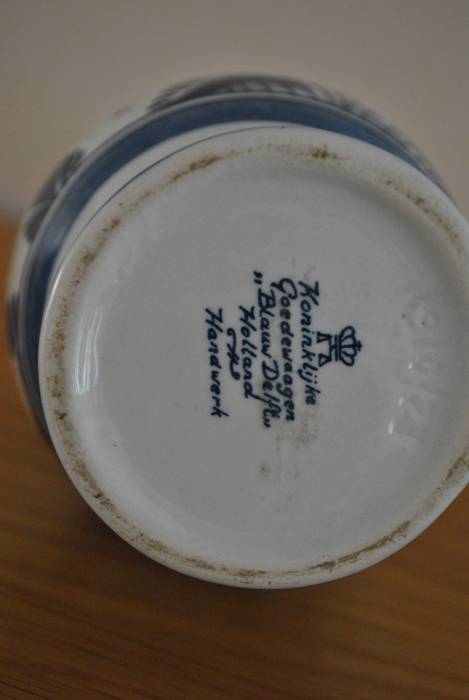 Koninklijke
Goedewaagen
„Blauw Delft”
Holland
Handwerk